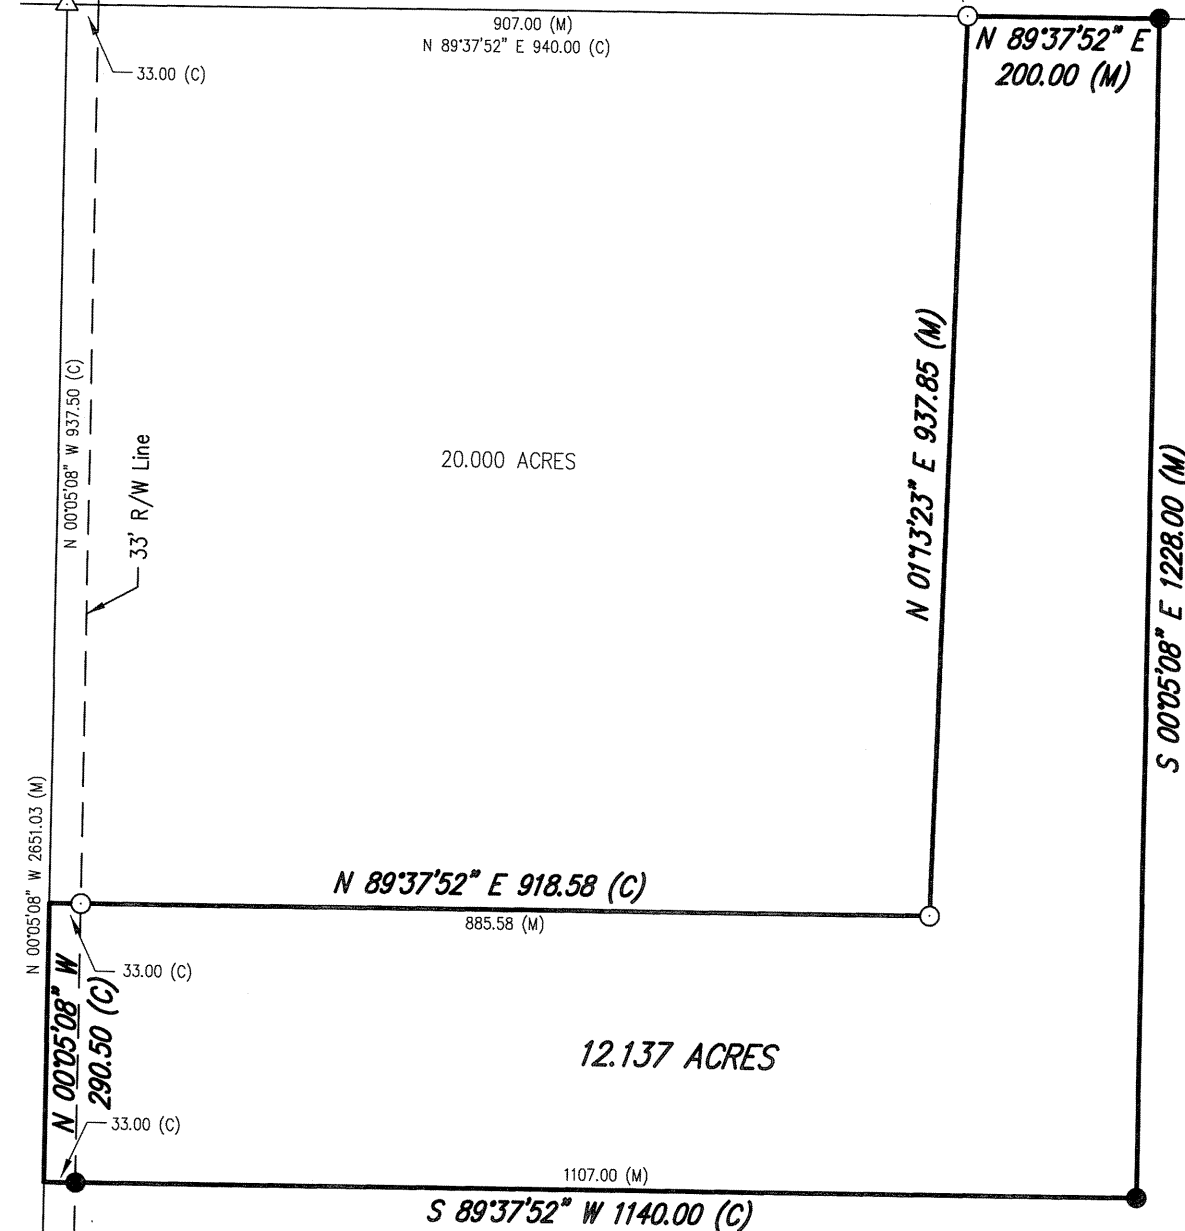 907.00 (M)
N 89°37'52" E 940.00 (C)
N 89°37'52" E
200.00 (M)
33.00 (C)
N 00°05'08" W 937.50 (C)
33' R/W Line
20.000 ACRES
N 01°13'23" E 937.85 (M)
S 00°05'08" E 1228.00 (M)
N 00°05'08" W 2651.03 (M)
N 89°37'52" E 918.58 (C)
885.58 (M)
33.00 (C)
N 00°05'08" W
290.50 (C)
12.137 ACRES
33.00 (C)
1107.00 (M)
S 89°37'52" W 1140.00 (C)